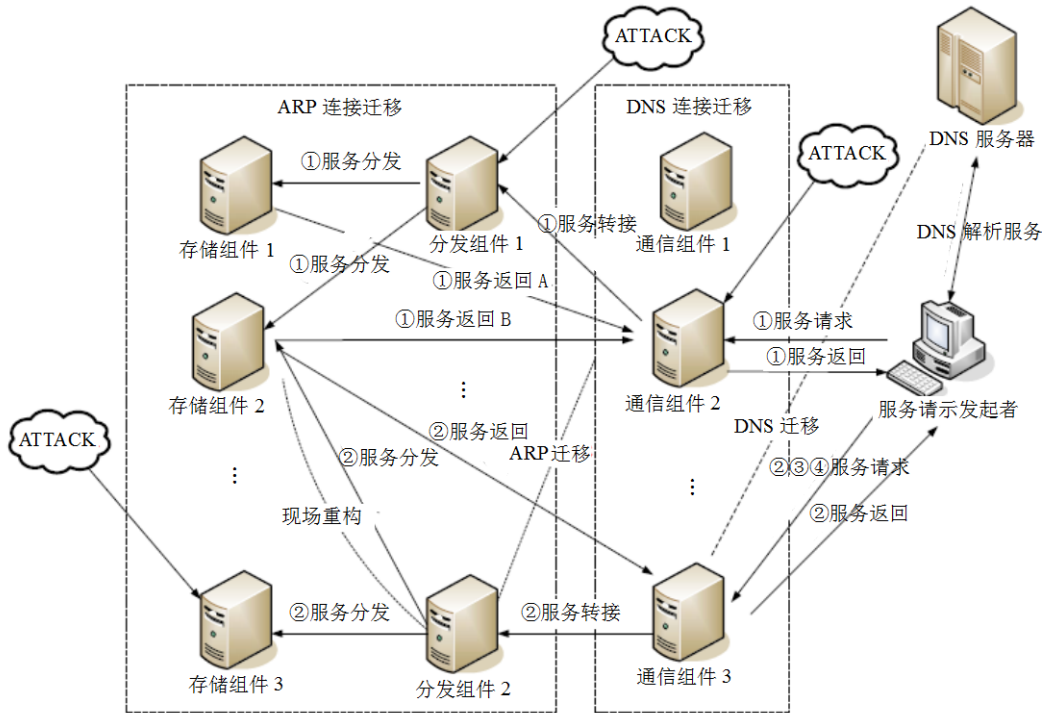 ATTACK
ARP 连接迁移
DNS 连接迁移
DNS 服务器
ATTACK
①服务分发
存储组件 1
分发组件 1
①服务转接
通信组件 1
DNS 解析服务
①服务分发
①服务返回 A
①服务返回 B
①服务请求
①服务返回
存储组件 2
⋮
通信组件 2
服务请示发起者
ATTACK
②服务返回
DNS 迁移
②服务分发
ARP 迁移
②③④服务请求
⋮
⋮
现场重构
②服务返回
②服务分发
②服务转接
存储组件 3
分发组件 2
通信组件 3